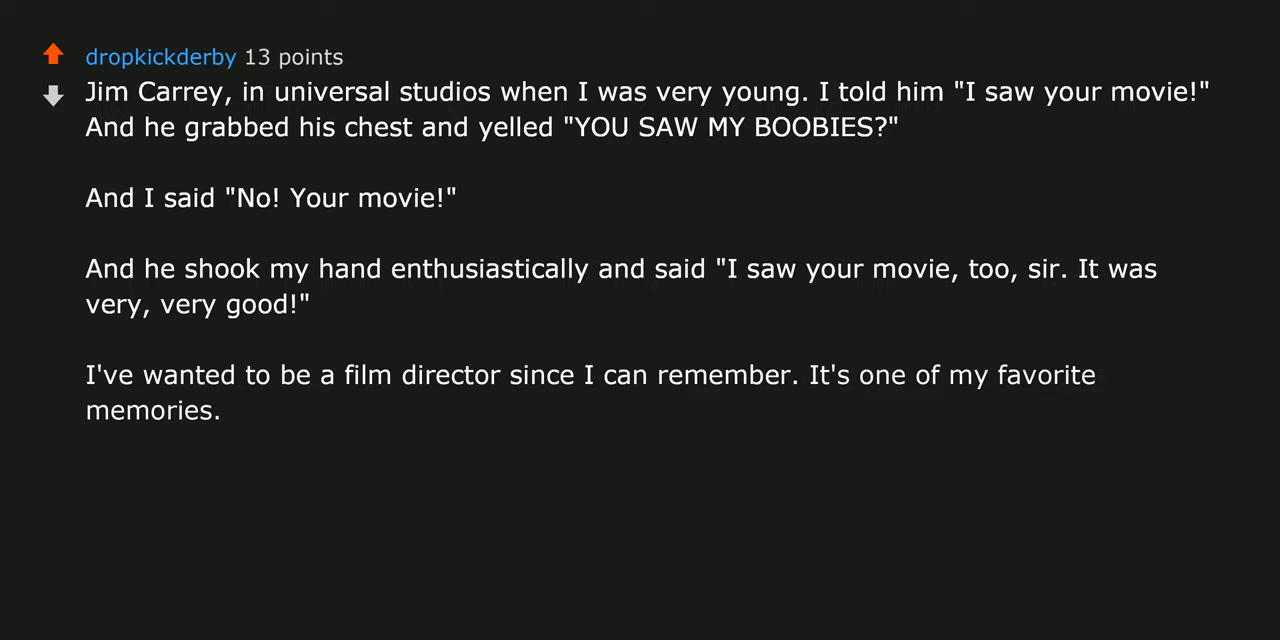 dropkickderby 13 points
Jim Carrey, in universal studios when I was very young. I told him "I saw your movie!"
And he grabbed his chest and yelled "YOU SAW MY BOOBIES?"
And I said "No! Your movie!"
And he shook my hand enthusiastically and said "I saw your movie, too, sir. It was
very, very good!"
I've wanted to be a film director since I can remember. It's one of my favorite
memories.